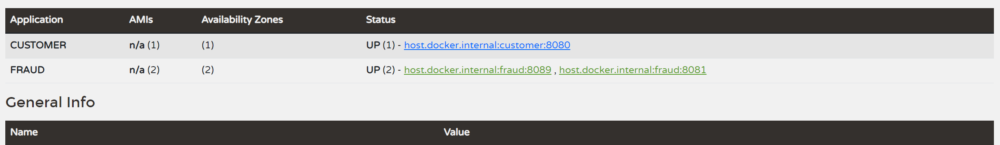 Application AMIs Availability Zones Status
CUSTOMER n/a (1) (1) UP (1) - host.docker.internal:customer:8080
FRAUD n/a (2) (2) UP (2) - host.docker.internal:fraud:8089 , host.docker.internal:fraud:8081
General Info
Name Value